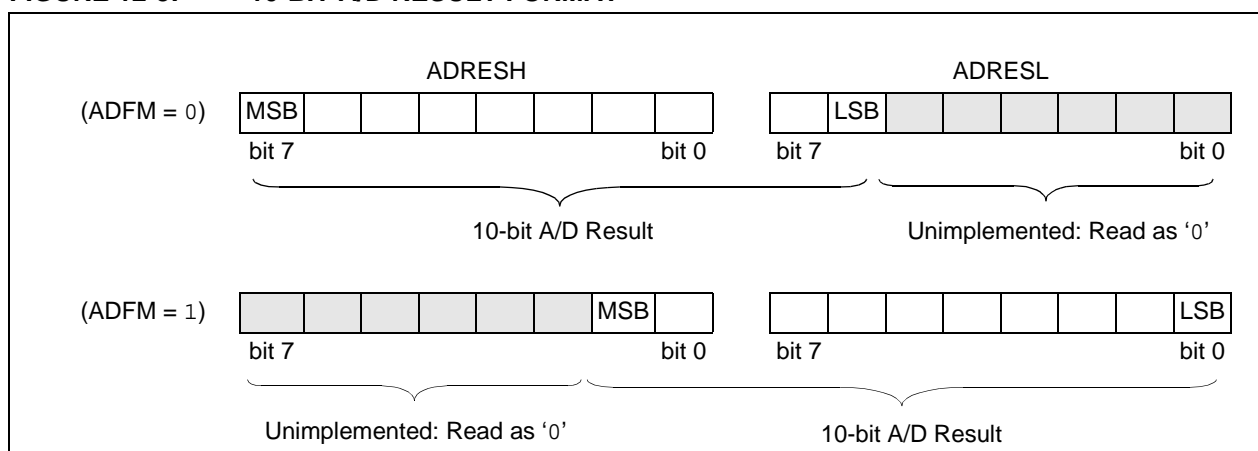 ADRESH ADRESL
(ADFM = 0) MSB LSB
bit 7 bit 0 bit 7 bit 0
10-bit A/D Result Unimplemented: Read as ‘0’
(ADFM = 1) MSB LSB
bit 7 bit 0 bit 7 bit 0
Unimplemented: Read as ‘0’ 10-bit A/D Result